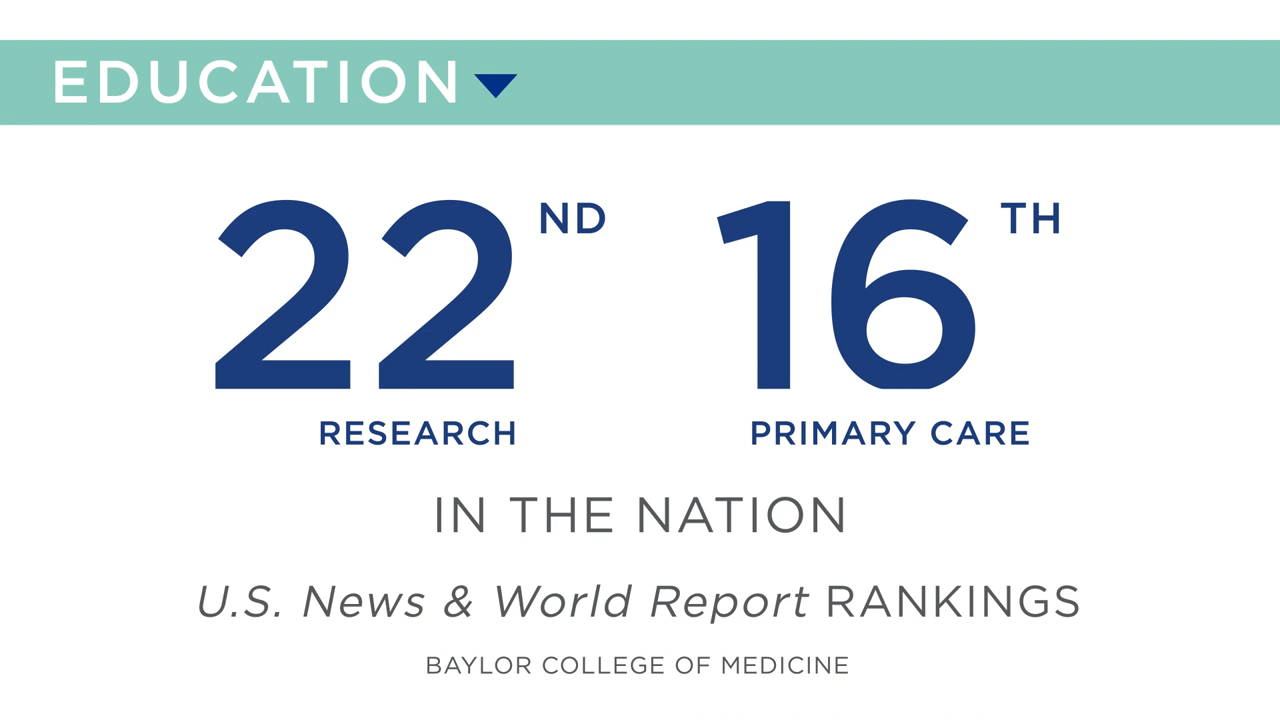 EDUCATION
22ND 16TH
RESEARCH PRIMARY CARE
IN THE NATION
U.S. News & World Report RANKINGS
BAYLOR COLLEGE OF MEDICINE